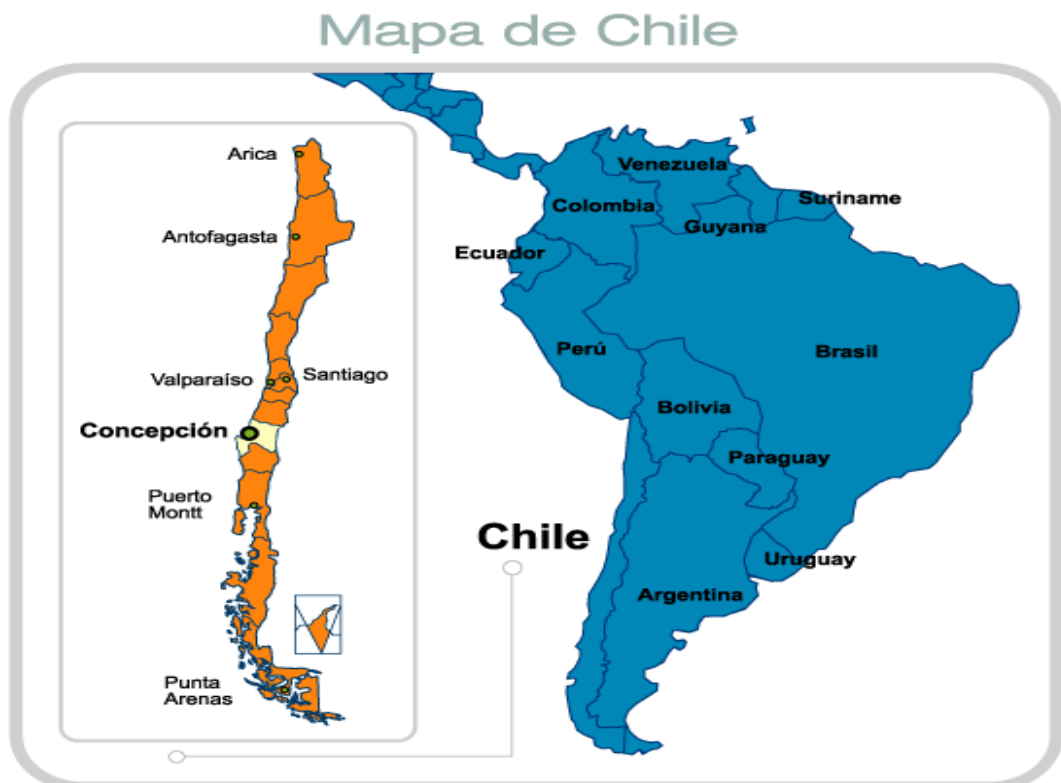 Mapa de Chile
Arica
Antofagasta
Valparaíso
Santiago
Concepción
Puerto
Montt
Punta
Arenas
Venezuela
Colombia
Suriname
Guyana
Ecuador
Perú
Brasil
Bolivia
Paraguay
Chile
Uruguay
Argentina